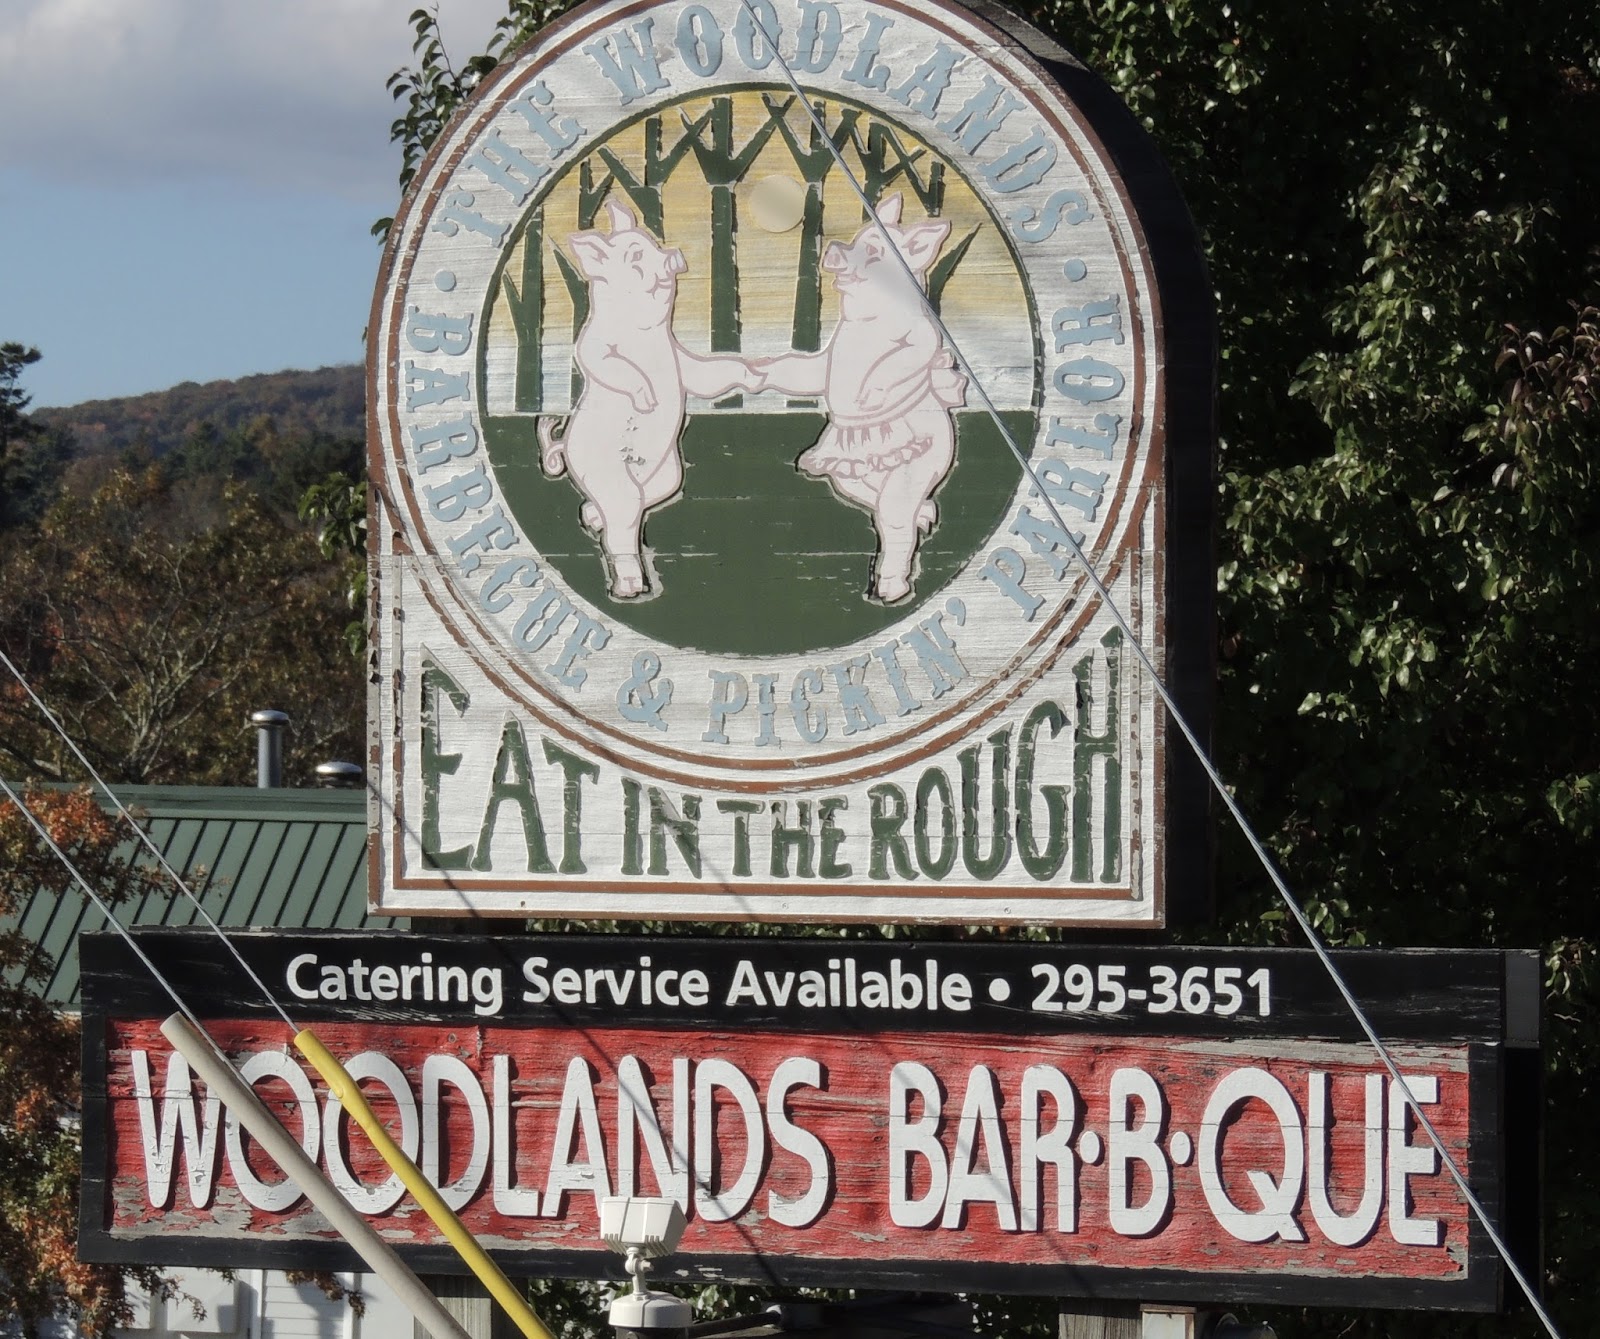 • THE WOODLANDS •
BARBECUE & PICKIN' PARLOR
EAT IN THE ROUGH
Catering Service Available • 295-3651
WOODLANDS BAR·B·QUE